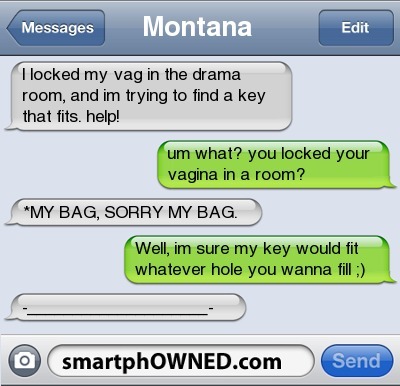 Messages
Montana
Edit
I locked my vag in the drama
room, and im trying to find a key
that fits. help!
um what? you locked your
vagina in a room?
*MY BAG, SORRY MY BAG.
Well, im sure my key would fit
whatever hole you wanna fill ;)
-____________________-
smartphOWNED.com
Send